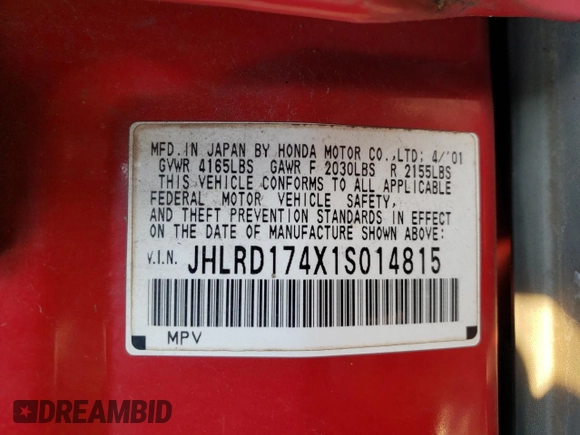 MFD. IN JAPAN BY HONDA MOTOR CO.,LTD: 4/'01
GVWR 4165LBS GAWR F 2030LBS R 2155LBS
THIS VEHICLE CONFORMS TO ALL APPLICABLE
FEDERAL MOTOR VEHICLE SAFETY,
AND THEFT PREVENTION STANDARDS IN EFFECT
ON THE DATE OF MANUFACTURE SHOWN ABOVE:
V.I.N. JHLRD174X1S014815
MPV
DREAMBID